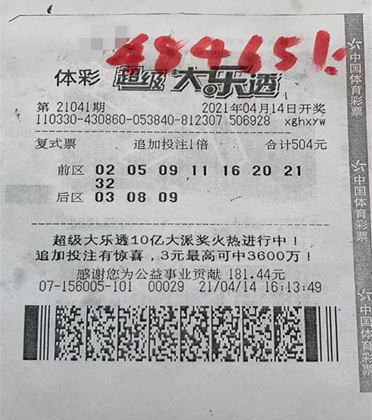 484651.
体彩 超级大乐透
第 21041期 2021年04月14日开奖
110330-430860-053840-812307 506928 xghxyw
复式票 追加投注1倍 合计504元
前区 02 05 09 11 16 20 21
32
后区 03 08 09
超级大乐透10亿大派奖火热进行中！
追加投注有惊喜，3元最高可中3600万！
感谢您为公益事业贡献 181.44元
07-156005-101 00029 21/04/14 16:13:49
中国体育彩票
中国体育彩票
中国体育彩票